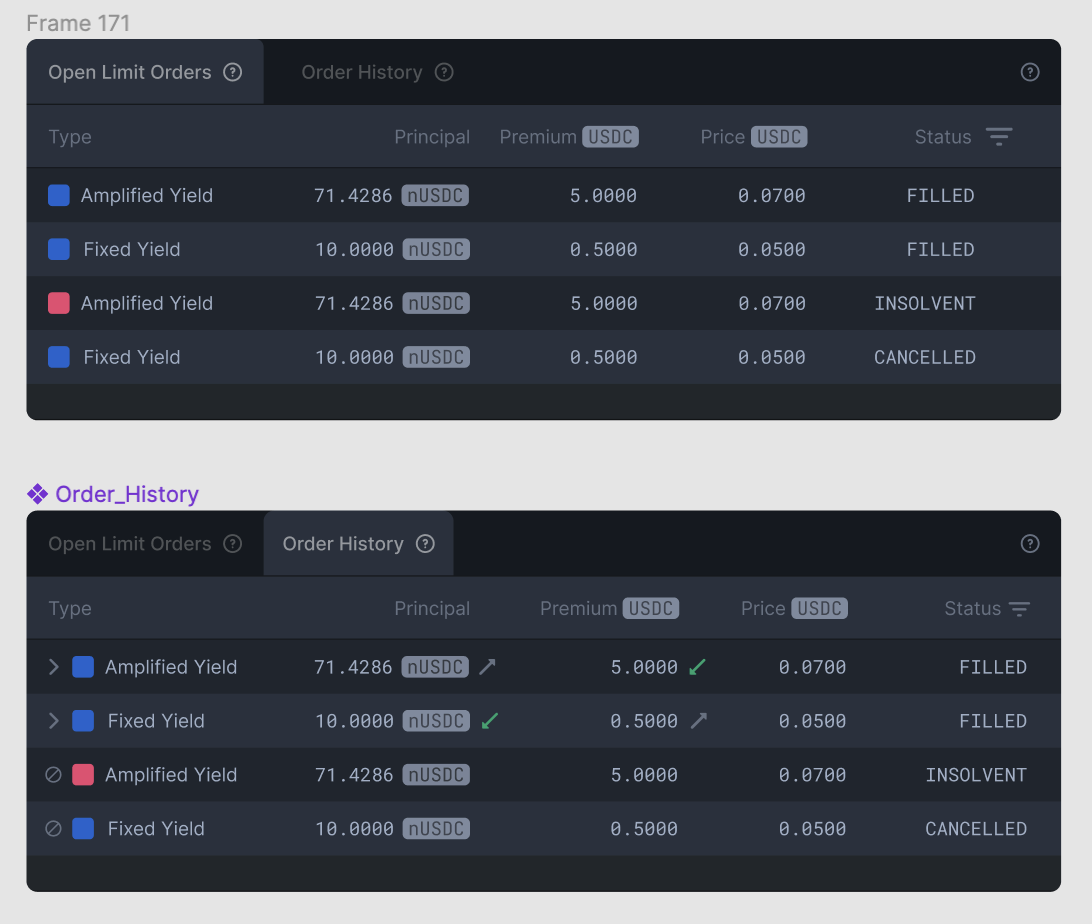 Frame 171
Open Limit Orders ? Order History ? ?
Type Principal Premium USDC Price USDC Status
Amplified Yield 71.4286 nUSDC 5.0000 0.0700 FILLED
Fixed Yield 10.0000 nUSDC 0.5000 0.0500 FILLED
Amplified Yield 71.4286 nUSDC 5.0000 0.0700 INSOLVENT
Fixed Yield 10.0000 nUSDC 0.5000 0.0500 CANCELLED
Order_History
Open Limit Orders ? Order History ? ?
Type Principal Premium USDC Price USDC Status
Amplified Yield 71.4286 nUSDC 5.0000 0.0700 FILLED
Fixed Yield 10.0000 nUSDC 0.5000 0.0500 FILLED
Amplified Yield 71.4286 nUSDC 5.0000 0.0700 INSOLVENT
Fixed Yield 10.0000 nUSDC 0.5000 0.0500 CANCELLED